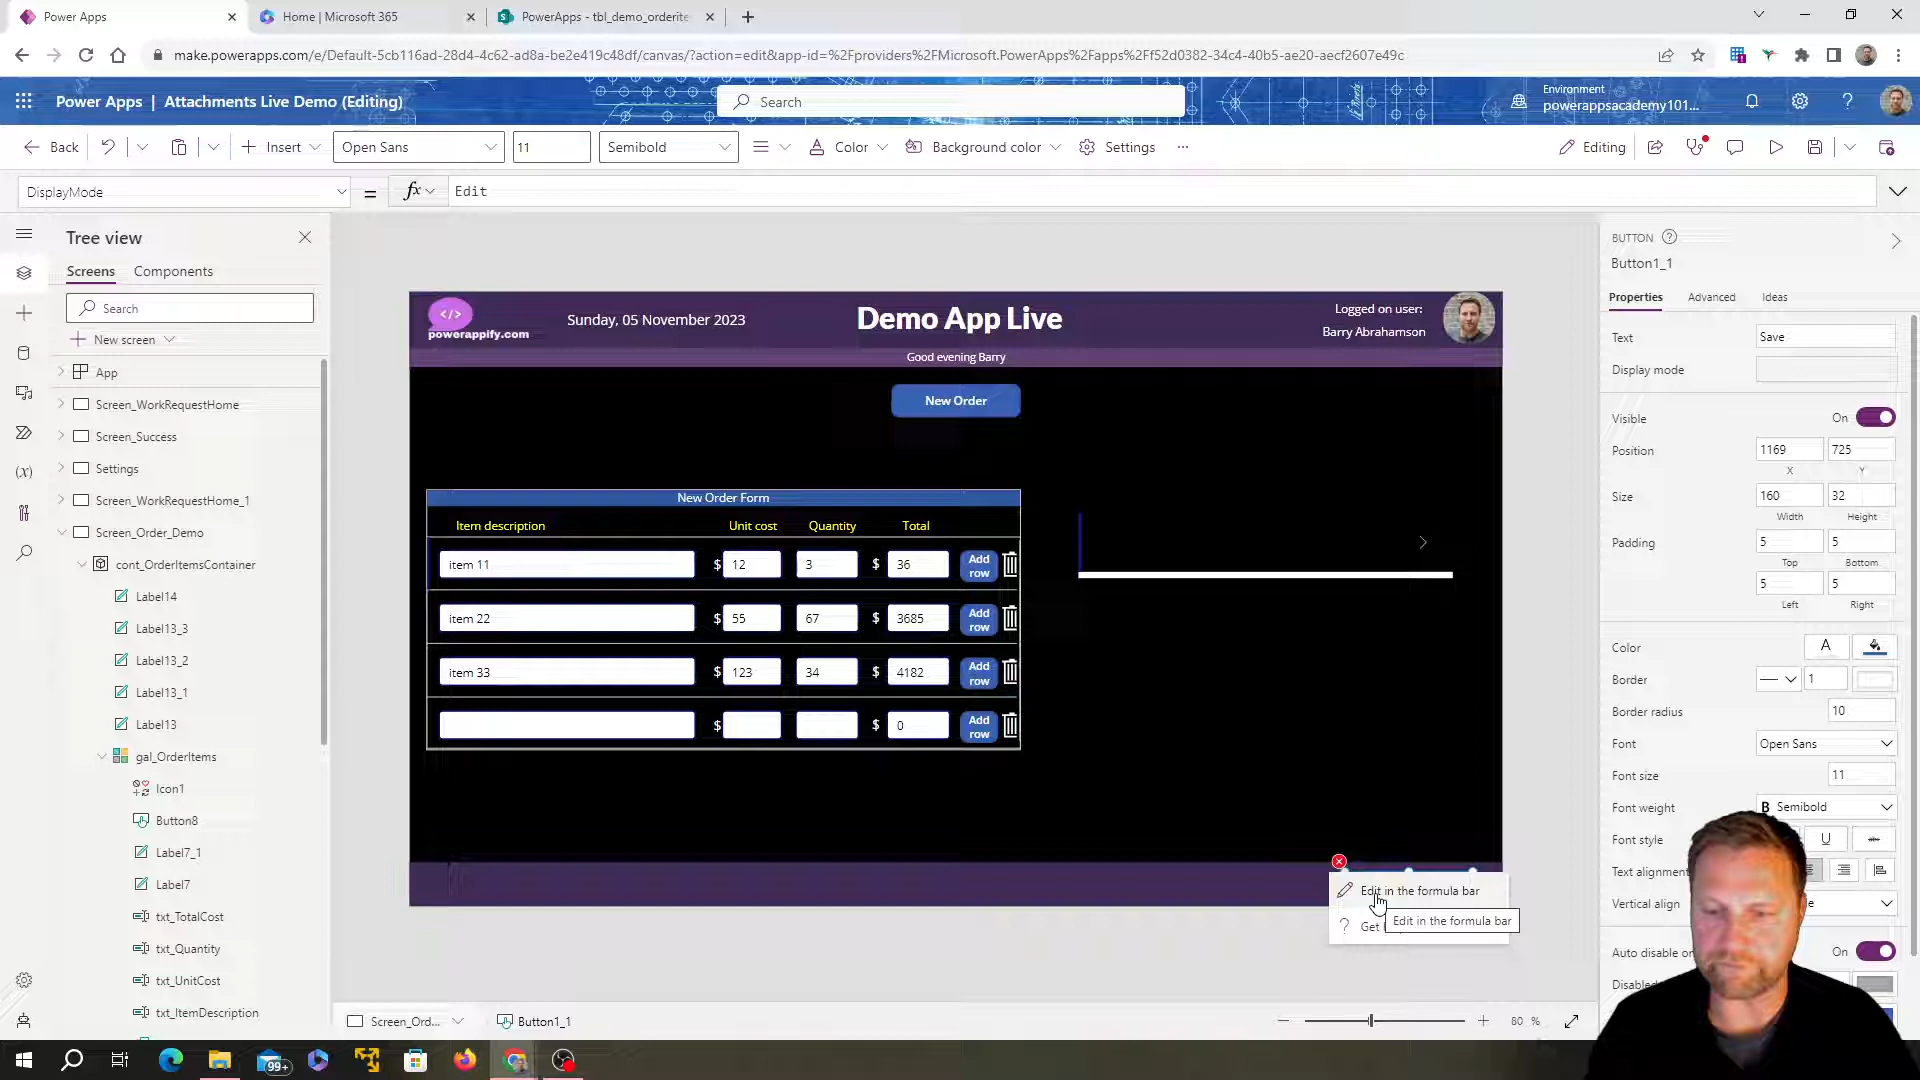 Power Apps
Home | Microsoft 365
PowerApps - tbl_demo_orderite
make.powerapps.com/e/Default-5cb116ad-28d4-4c62-ad8a-be2e419c48df/canvas/?action=edit&app-id=%2Fproviders%2FMicrosoft.PowerApps%2Fapps%2Ff52d0382-34c4-40b5-ae20-aecf2607e49c
Power Apps | Attachments Live Demo (Editing)
Search
Environment
powerappsacademy101...
Back
Insert
Open Sans
11
Semibold
Color
Background color
Settings
Editing
DisplayMode
=
fx
Edit
Tree view
Screens
Components
Search
New screen
App
Screen_WorkRequestHome
Screen_Success
Settings
Screen_WorkRequestHome_1
Screen_Order_Demo
cont_OrderItemsContainer
Label14
Label13_3
Label13_2
Label13_1
Label13
gal_OrderItems
Icon1
Button8
Label7_1
Label7
txt_TotalCost
txt_Quantity
txt_UnitCost
txt_ItemDescription
</>
powerappify.com
Sunday, 05 November 2023
Demo App Live
Logged on user:
Barry Abrahamson
Good evening Barry
New Order
New Order Form
Item description Unit cost Quantity Total
item 11 $ 12 3 $ 36 Add row
item 22 $ 55 67 $ 3685 Add row
item 33 $ 123 34 $ 4182 Add row
$ $ 0 Add row
Edit in the formula bar
Get
Edit in the formula bar
Screen_Ord...
Button1_1
80 %
BUTTON
Button1_1
Properties
Advanced
Ideas
Text
Save
Display mode
Visible
On
Position
1169
725
X
Y
Size
160
32
Width
Height
Padding
5
5
Top
Bottom
5
5
Left
Right
Color
A
Border
1
Border radius
10
Font
Open Sans
Font size
11
Font weight
B Semibold
Font style
U
Text alignment
Vertical align
Auto disable on
On
Disabled
99+